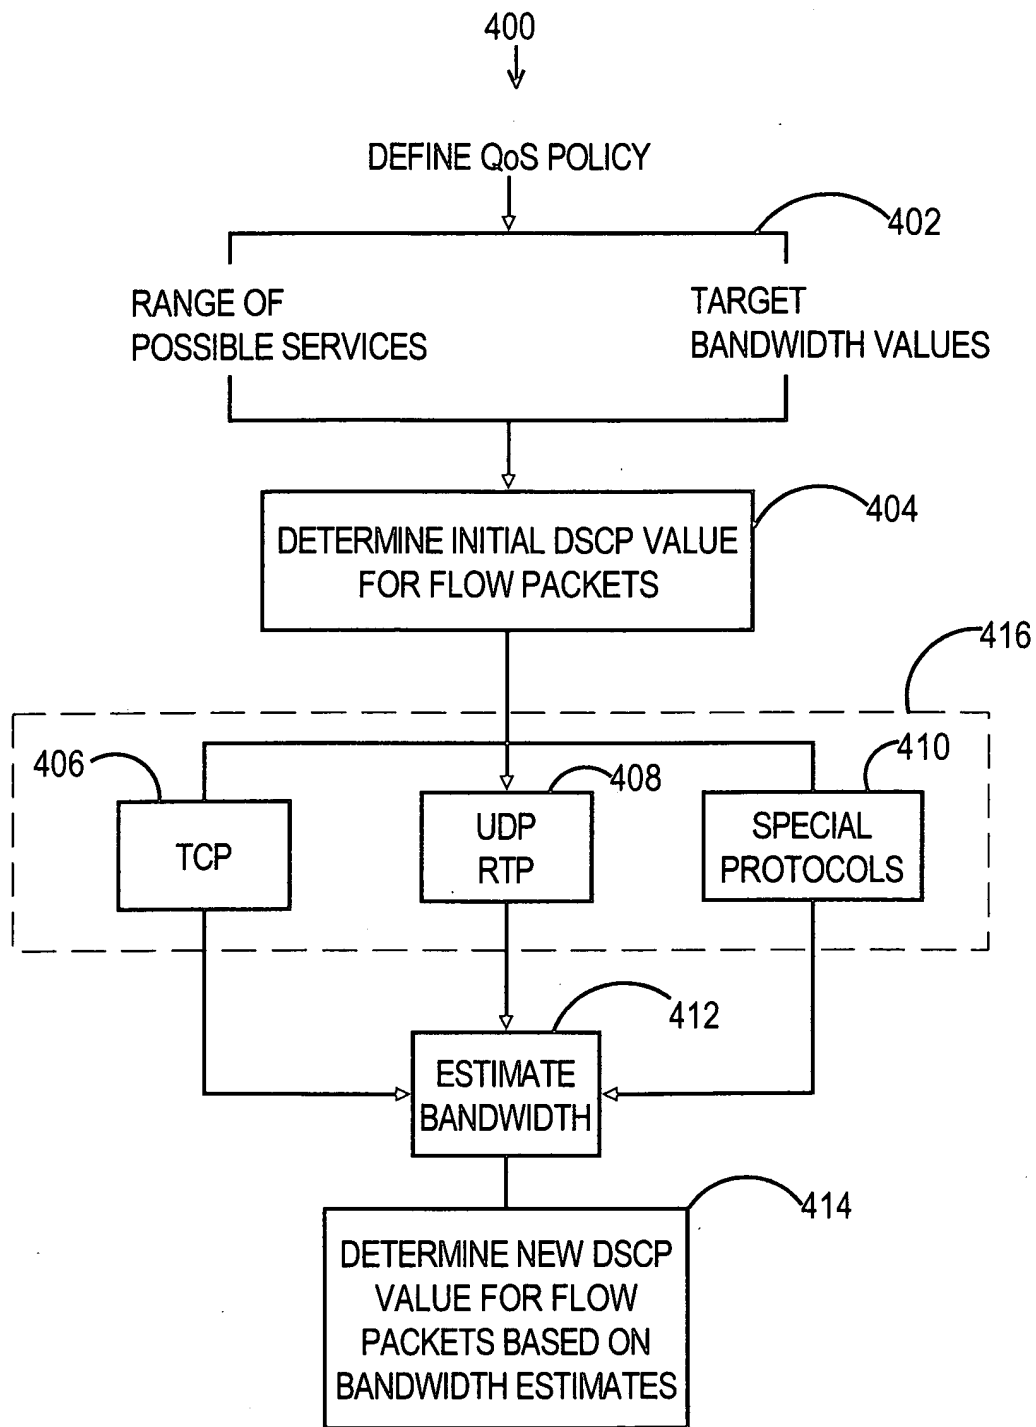 400
DEFINE QoS POLICY
402
RANGE OF
POSSIBLE SERVICES
TARGET
BANDWIDTH VALUES
404
DETERMINE INITIAL DSCP VALUE
FOR FLOW PACKETS
416
406
408
410
TCP
UDP
RTP
SPECIAL
PROTOCOLS
412
ESTIMATE
BANDWIDTH
414
DETERMINE NEW DSCP
VALUE FOR FLOW
PACKETS BASED ON
BANDWIDTH ESTIMATES